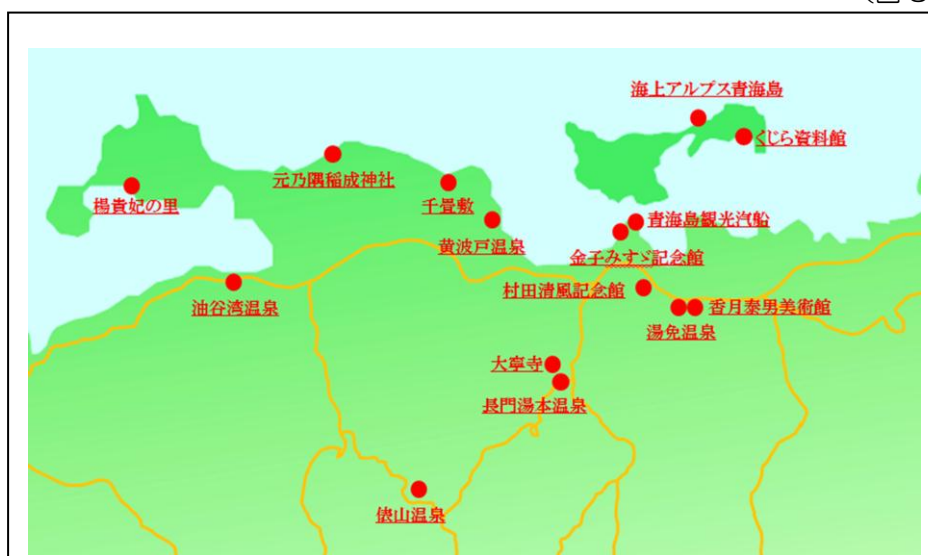 海上アルプス青海島
くじら資料館
元乃隅稲成神社
楊貴妃の里
千畳敷
青海島観光汽船
黄波戸温泉
金子みすゞ記念館
油谷湾温泉
村田清風記念館
香月泰男美術館
湯免温泉
大寧寺
長門湯本温泉
俵山温泉